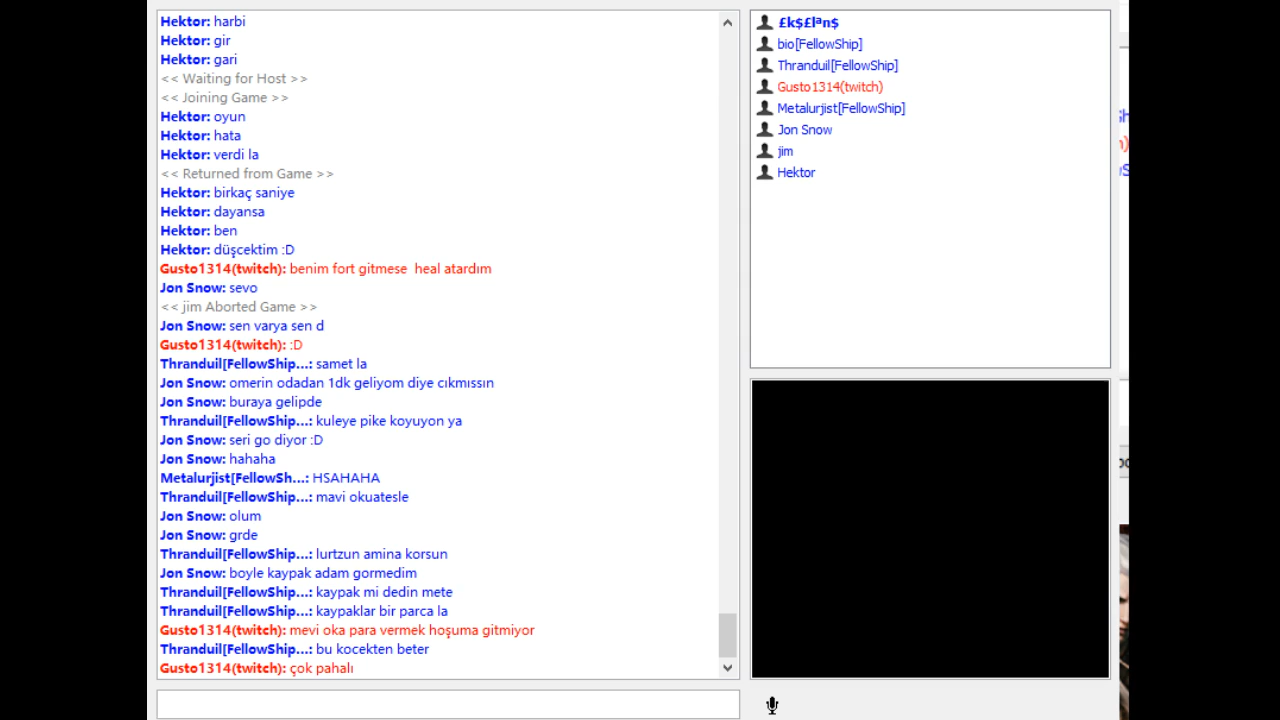 Hektor: harbi
Hektor: gir
Hektor: gari
<< Waiting for Host >>
<< Joining Game >>
Hektor: oyun
Hektor: hata
Hektor: verdi la
<< Returned from Game >>
Hektor: birkaç saniye
Hektor: dayansa
Hektor: ben
Hektor: düşcektim :D
Gusto1314(twitch): benim fort gitmese  heal atardım
Jon Snow: sevo
<< jim Aborted Game >>
Jon Snow: sen varya sen d
Gusto1314(twitch): :D
Thranduil[FellowShip...: samet la
Jon Snow: omerin odadan 1dk geliyom diye cıkmıssın
Jon Snow: buraya gelipde
Thranduil[FellowShip...: kuleye pike koyuyon ya
Jon Snow: seri go diyor :D
Jon Snow: hahaha
Metalurjist[FellowSh...: HSAHAHA
Thranduil[FellowShip...: mavi okuatesle
Jon Snow: olum
Jon Snow: grde
Thranduil[FellowShip...: lurtzun amina korsun
Jon Snow: boyle kaypak adam gormedim
Thranduil[FellowShip...: kaypak mi dedin mete
Thranduil[FellowShip...: kaypaklar bir parca la
Gusto1314(twitch): mevi oka para vermek hoşuma gitmiyor
Thranduil[FellowShip...: bu kocekten beter
Gusto1314(twitch): çok pahalı
£k$£lªn$
bio[FellowShip]
Thranduil[FellowShip]
Gusto1314(twitch)
Metalurjist[FellowShip]
Jon Snow
jim
Hektor